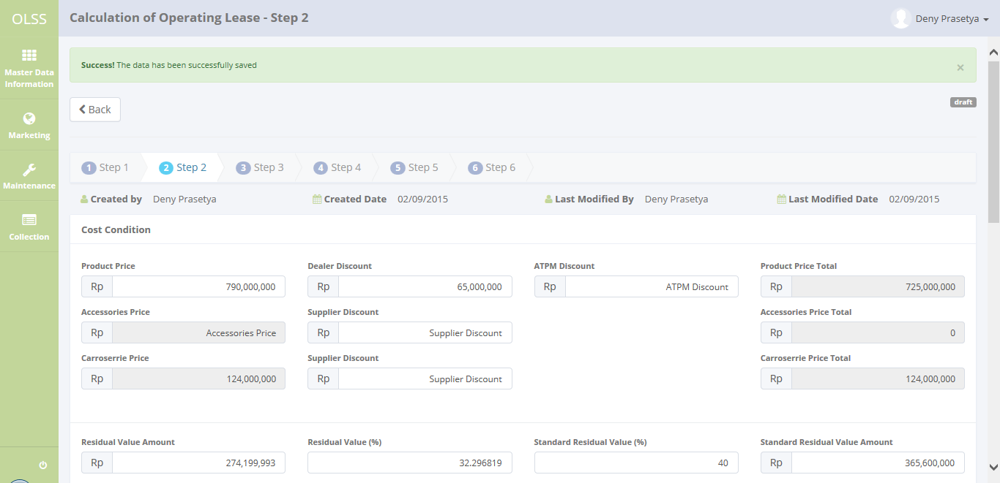 OLSS
Calculation of Operating Lease - Step 2
Deny Prasetya
Master Data
Information
Marketing
Maintenance
Collection
Success! The data has been successfully saved
×
Back
draft
1 Step 1
2 Step 2
3 Step 3
4 Step 4
5 Step 5
6 Step 6
Created by Deny Prasetya
Created Date 02/09/2015
Last Modified By Deny Prasetya
Last Modified Date 02/09/2015
Cost Condition
Product Price
Dealer Discount
ATPM Discount
Product Price Total
Rp 790,000,000
Rp 65,000,000
Rp ATPM Discount
Rp 725,000,000
Accessories Price
Supplier Discount
Accessories Price Total
Rp Accessories Price
Rp Supplier Discount
Rp 0
Carroserrie Price
Supplier Discount
Carroserrie Price Total
Rp 124,000,000
Rp Supplier Discount
Rp 124,000,000
Residual Value Amount
Residual Value (%)
Standard Residual Value (%)
Standard Residual Value Amount
Rp 274,199,993
32.296819
40
Rp 365,600,000